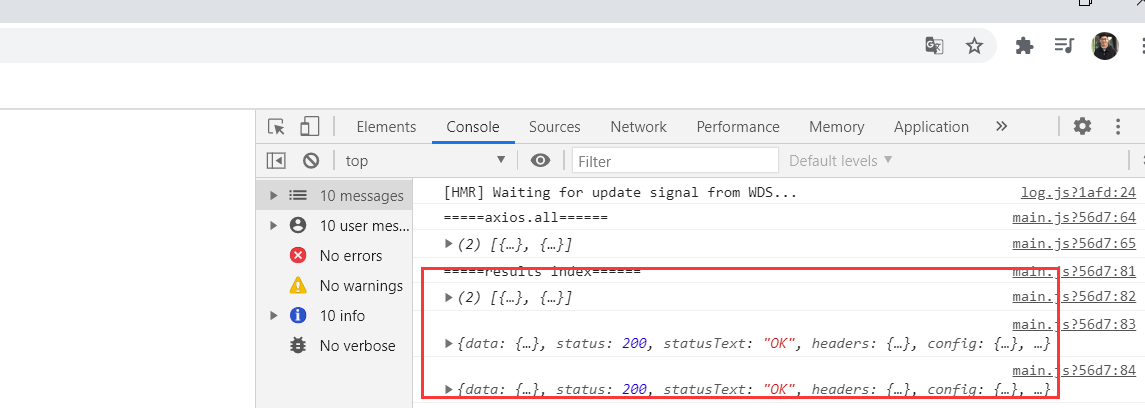 Elements Console Sources Network Performance Memory Application »
top Filter Default levels
10 messages
10 user mes...
No errors
No warnings
10 info
No verbose
[HMR] Waiting for update signal from WDS... log.js?1afd:24
=====axios.all====== main.js?56d7:64
(2) [{…}, {…}] main.js?56d7:65
=====results index====== main.js?56d7:81
(2) [{…}, {…}] main.js?56d7:82
main.js?56d7:83
{data: {…}, status: 200, statusText: "OK", headers: {…}, config: {…}, …}
main.js?56d7:84
{data: {…}, status: 200, statusText: "OK", headers: {…}, config: {…}, …}